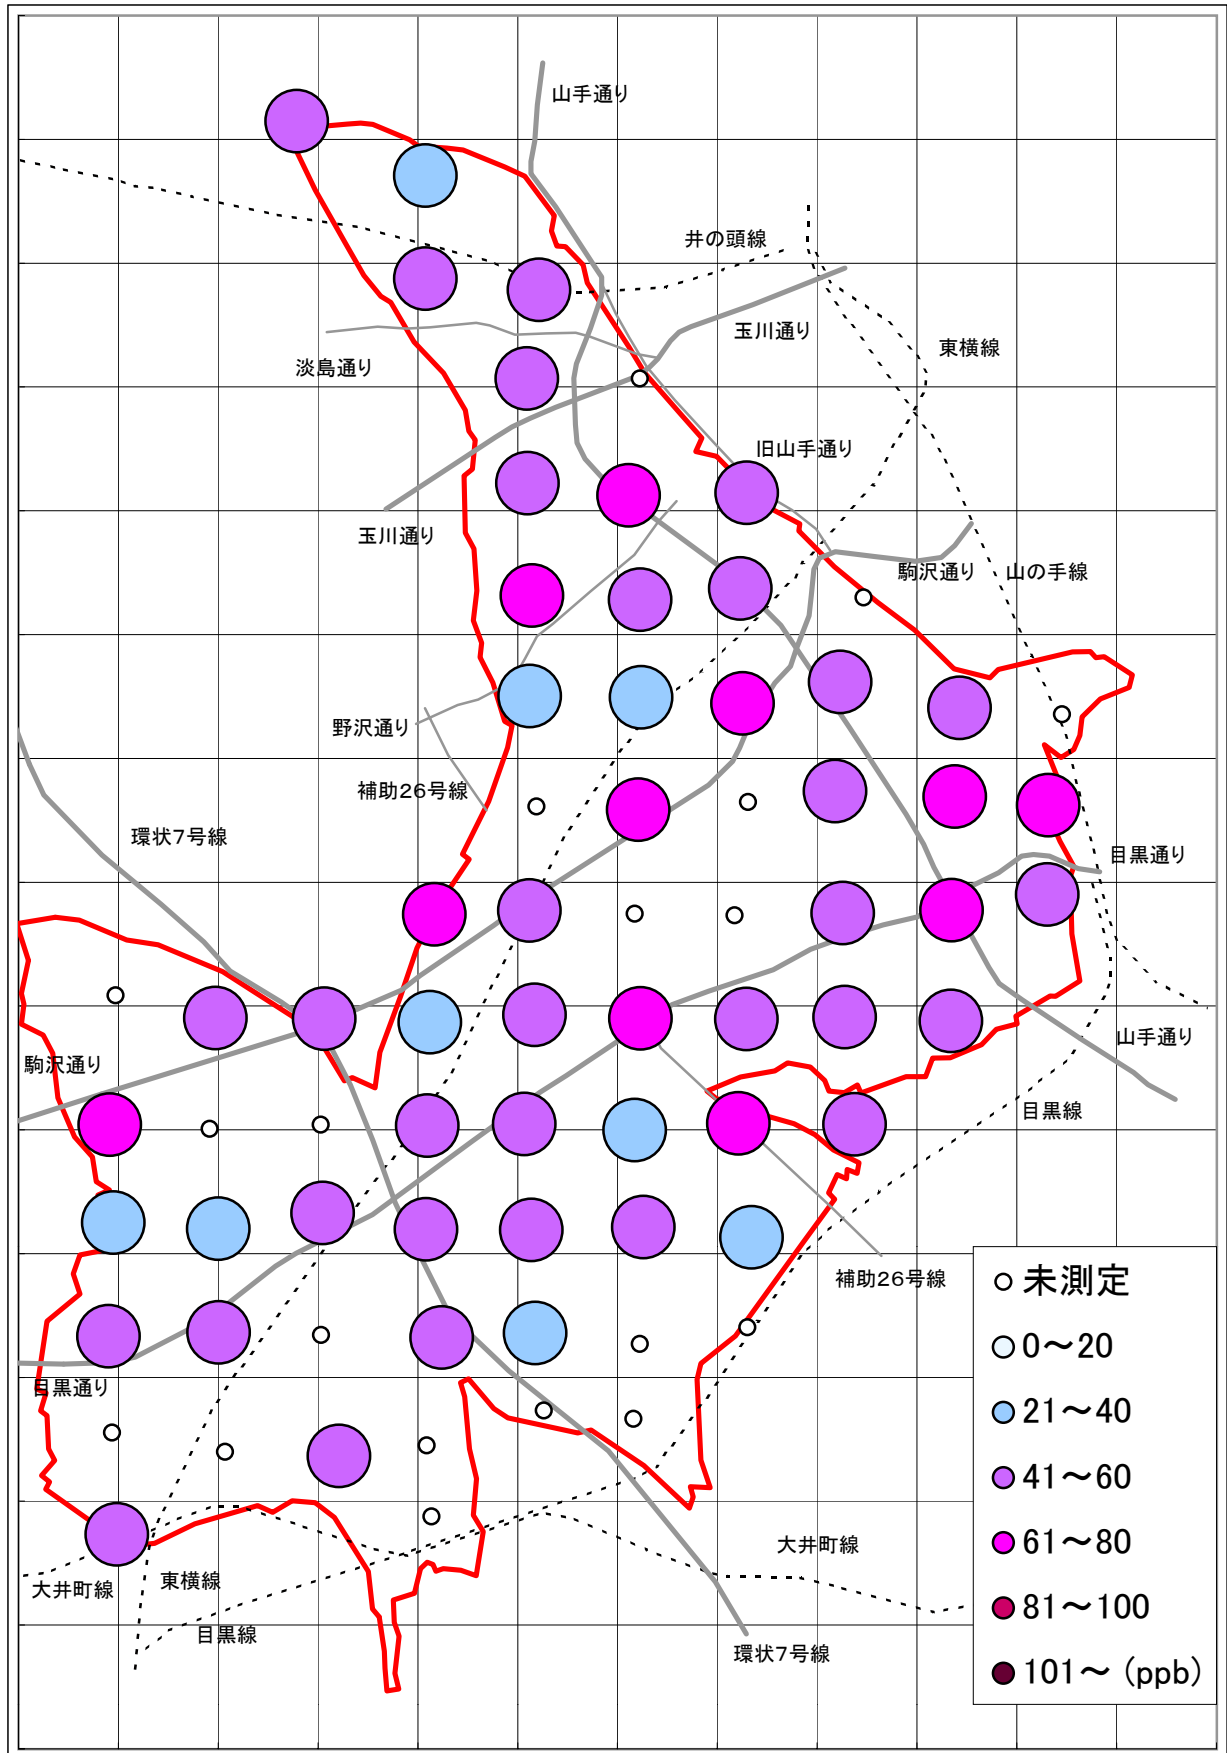 山手通り
井の頭線
玉川通り
東横線
淡島通り
旧山手通り
玉川通り
駒沢通り
山の手線
野沢通り
補助26号線
環状7号線
目黒通り
駒沢通り
山手通り
目黒線
補助26号線
目黒通り
大井町線
東横線
大井町線
目黒線
環状7号線
未測定
0～20
21～40
41～60
61～80
81～100
101～ (ppb)